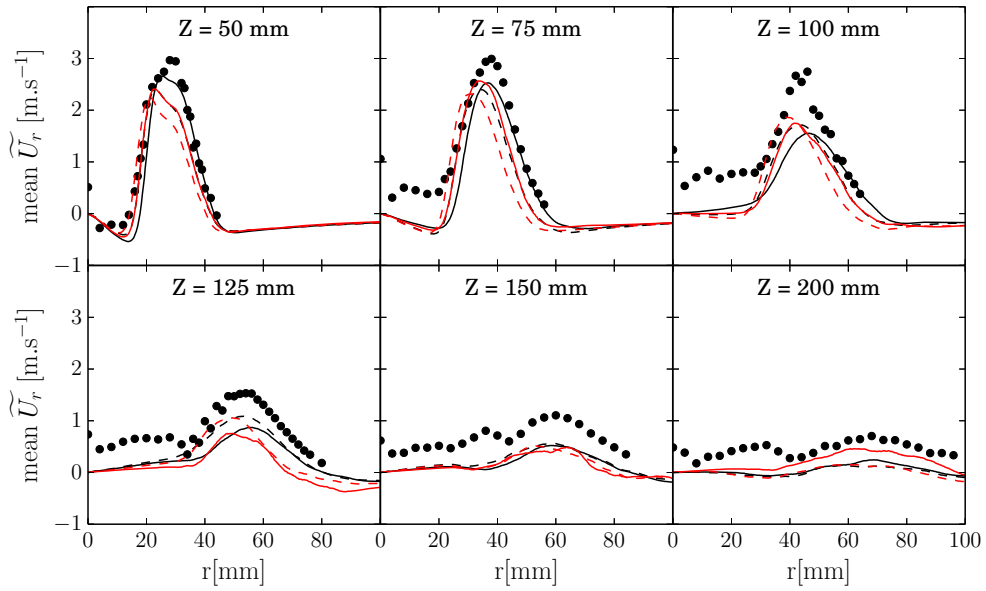 Z = 50 mm
Z = 75 mm
Z = 100 mm
3
2
1
0
−1
mean Ũ_r [m.s⁻¹]
Z = 125 mm
Z = 150 mm
Z = 200 mm
3
2
1
0
−1
mean Ũ_r [m.s⁻¹]
0 20 40 60 80 0 20 40 60 80 0 20 40 60 80 100
r[mm] r[mm] r[mm]